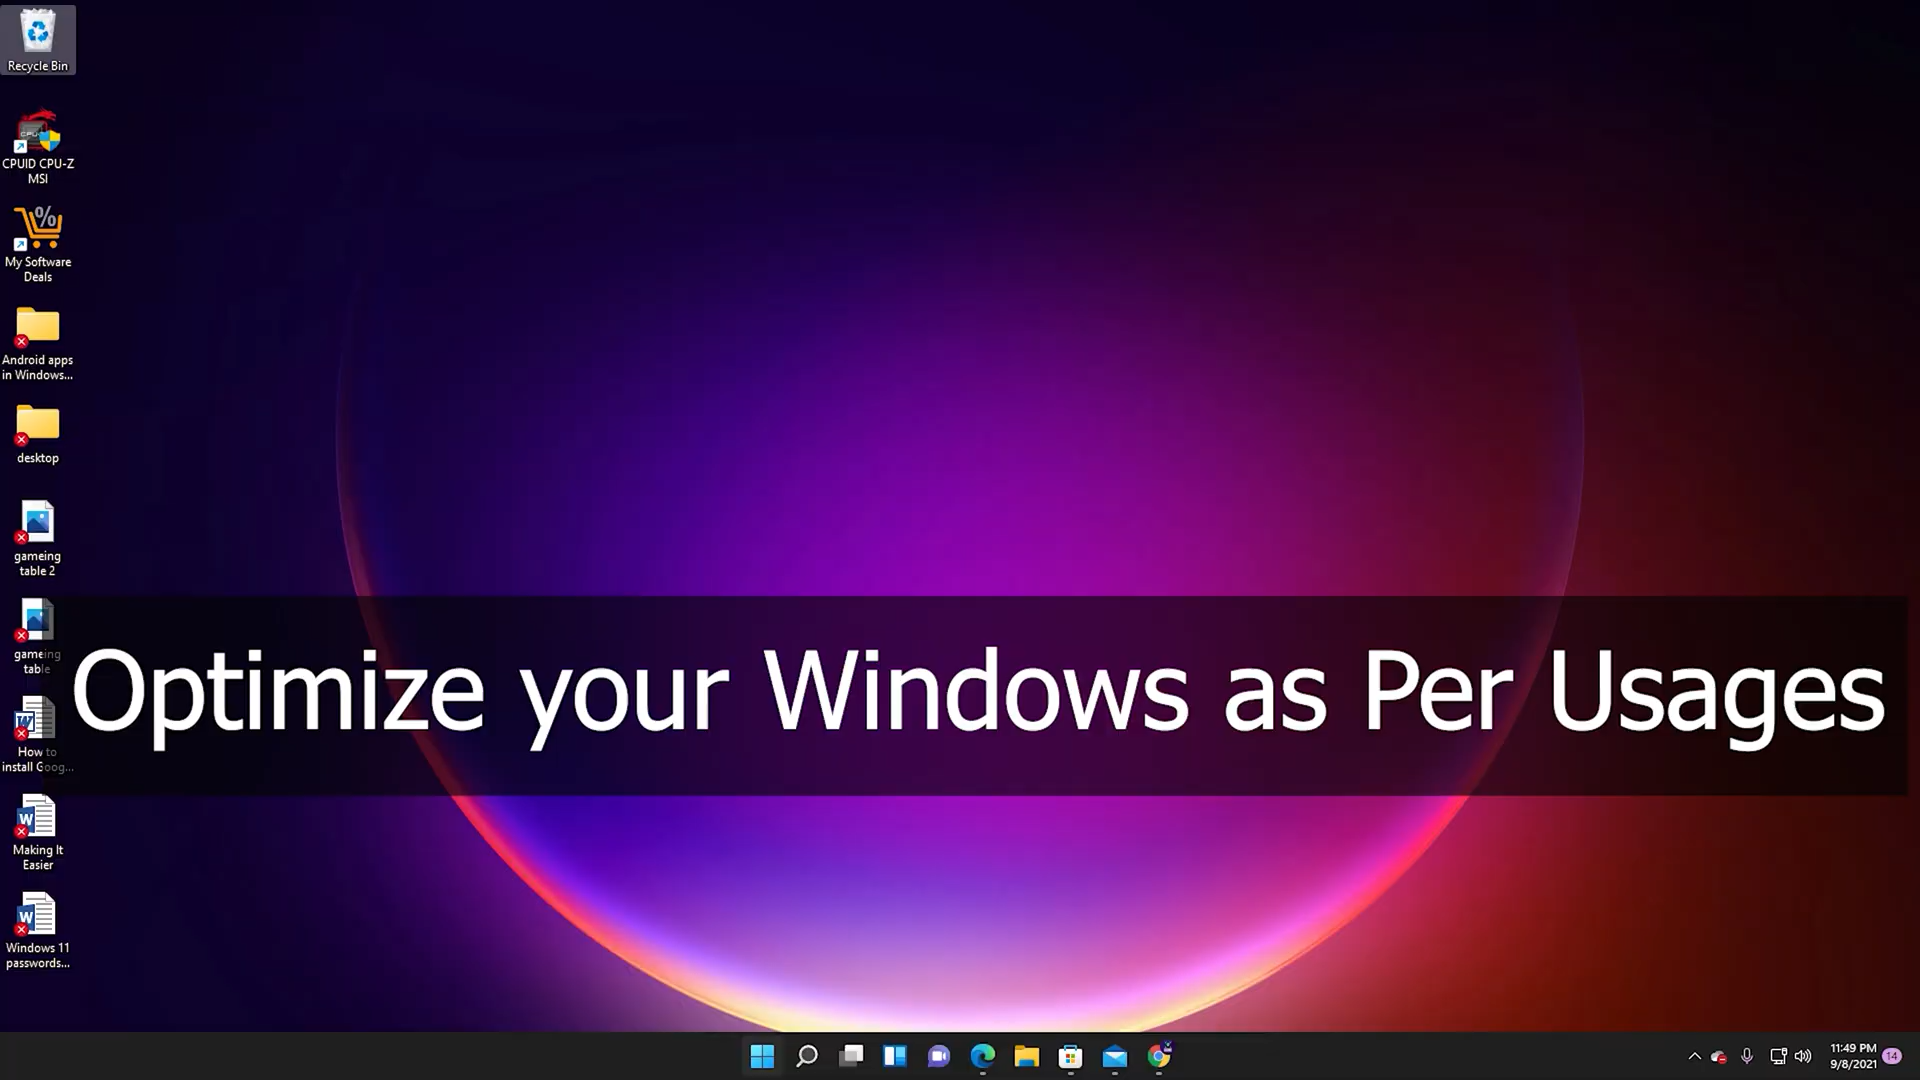 Recycle Bin
CPUID CPU-Z
MSI
My Software
Deals
Android apps
in Windows...
desktop
gameing
table 2
gameing
table
How to
install Goog...
Making It
Easier
Windows 11
passwords...
Optimize your Windows as Per Usages
11:49 PM
9/8/2021
14